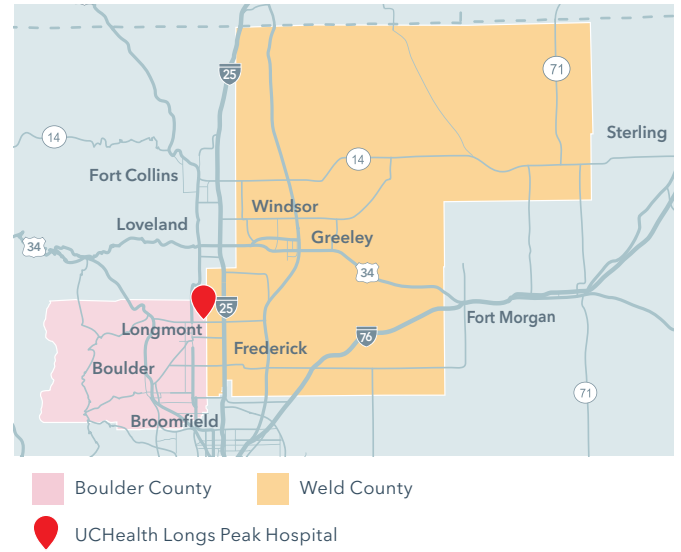 25
71
Sterling
14
14
Fort Collins
Windsor
Loveland
Greeley
34
34
25
Fort Morgan
Longmont
76
Frederick
Boulder
71
Broomfield
Boulder County
Weld County
UCHealth Longs Peak Hospital